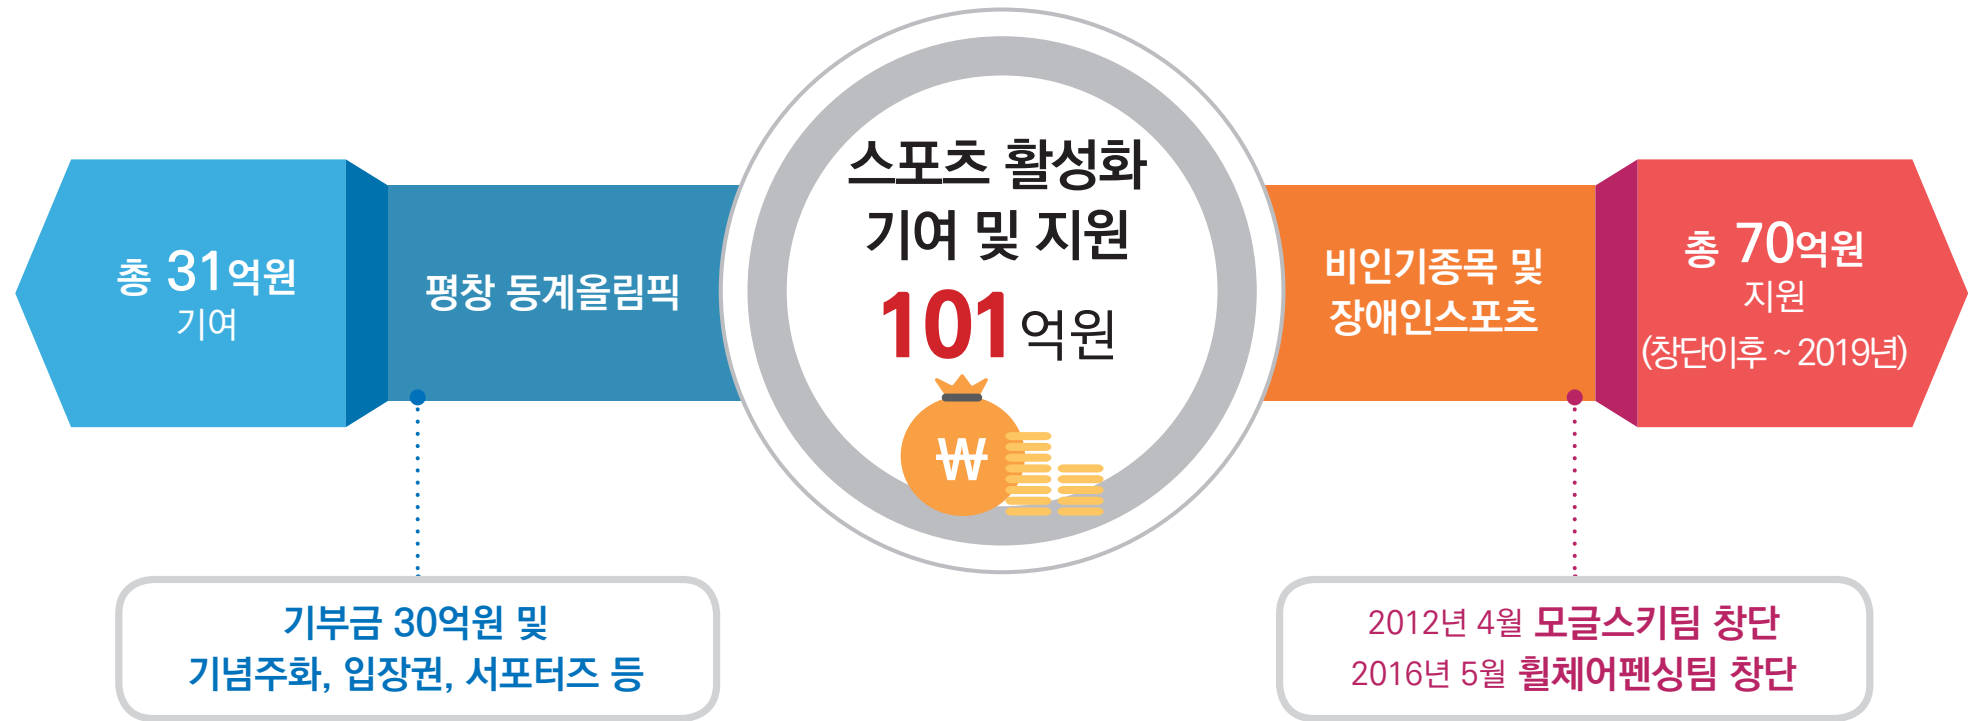 스포츠 활성화
기여 및 지원
101억원
₩
총 31억원
기여
평창 동계올림픽
기부금 30억원 및
기념주화, 입장권, 서포터즈 등
비인기종목 및
장애인스포츠
총 70억원
지원
(창단이후 ~ 2019년)
2012년 4월 모글스키팀 창단
2016년 5월 휠체어펜싱팀 창단